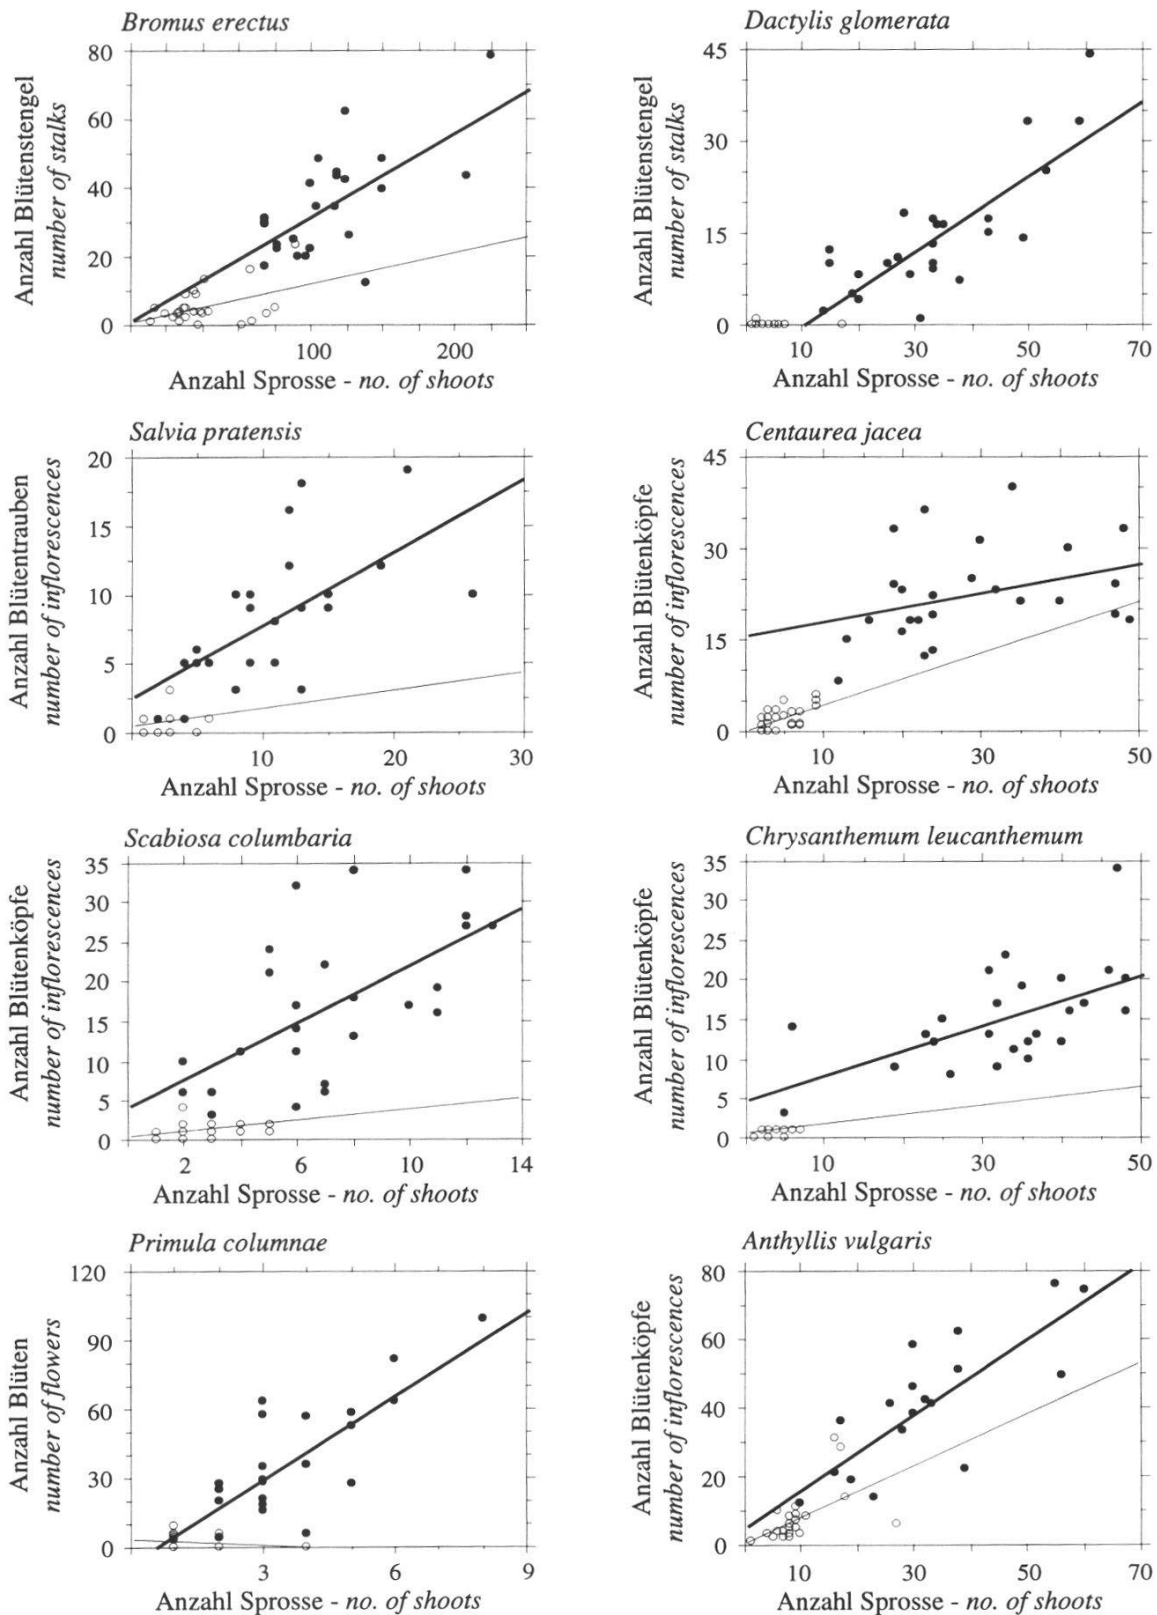 Bromus erectus
Anzahl Blütenstengel
number of stalks
80
60
40
20
0
100 200
Anzahl Sprosse - no. of shoots
Dactylis glomerata
Anzahl Blütenstengel
number of stalks
45
30
15
0
10 30 50 70
Anzahl Sprosse - no. of shoots
Salvia pratensis
Anzahl Blütentrauben
number of inflorescences
20
15
10
5
0
10 20 30
Anzahl Sprosse - no. of shoots
Centaurea jacea
Anzahl Blütenköpfe
number of inflorescences
45
30
15
0
10 30 50
Anzahl Sprosse - no. of shoots
Scabiosa columbaria
Anzahl Blütenköpfe
number of inflorescences
35
25
20
15
10
5
0
2 6 10 14
Anzahl Sprosse - no. of shoots
Chrysanthemum leucanthemum
Anzahl Blütenköpfe
number of inflorescences
35
25
20
15
10
5
0
10 30 50
Anzahl Sprosse - no. of shoots
Primula columnae
Anzahl Blüten
number of flowers
120
90
60
30
0
3 6 9
Anzahl Sprosse - no. of shoots
Anthyllis vulgaris
Anzahl Blütenköpfe
number of inflorescences
80
60
40
20
0
10 30 50 70
Anzahl Sprosse - no. of shoots